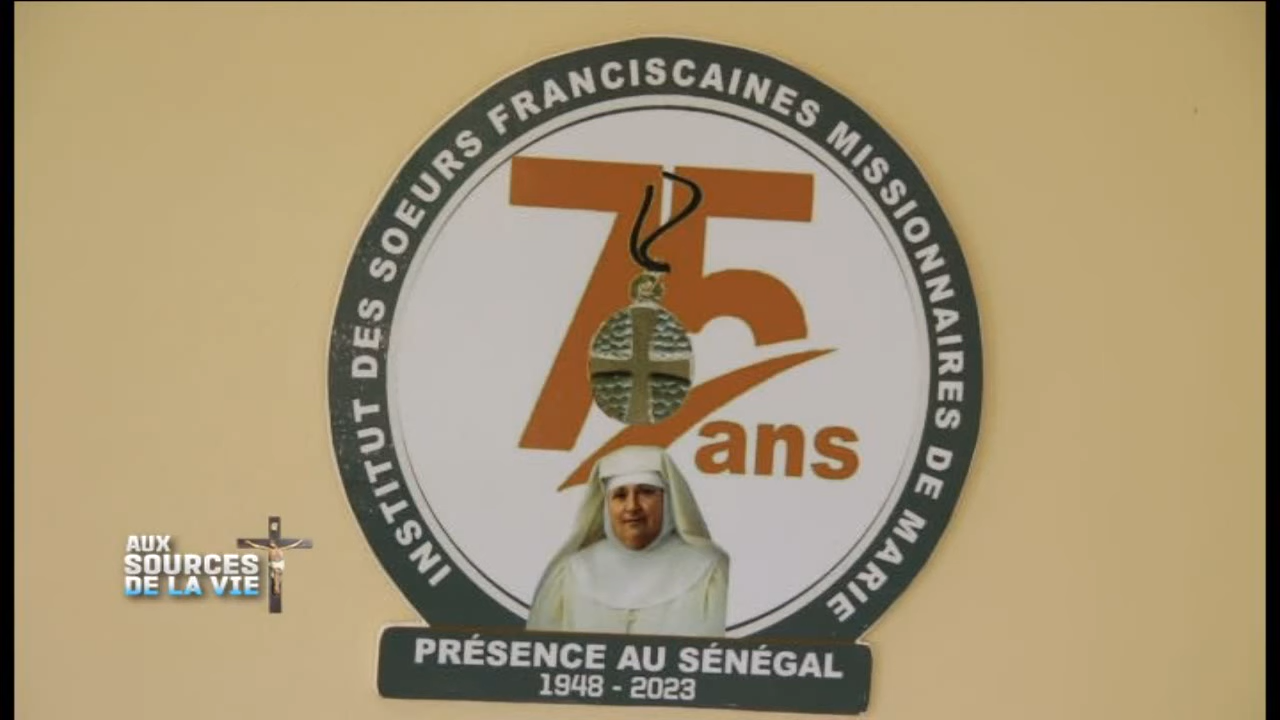 INSTITUT DES SOEURS FRANCISCAINES MISSIONNAIRES DE MARIE
75
ans
PRÉSENCE AU SÉNÉGAL
1948 - 2023
AUX
SOURCES
DE LA VIE